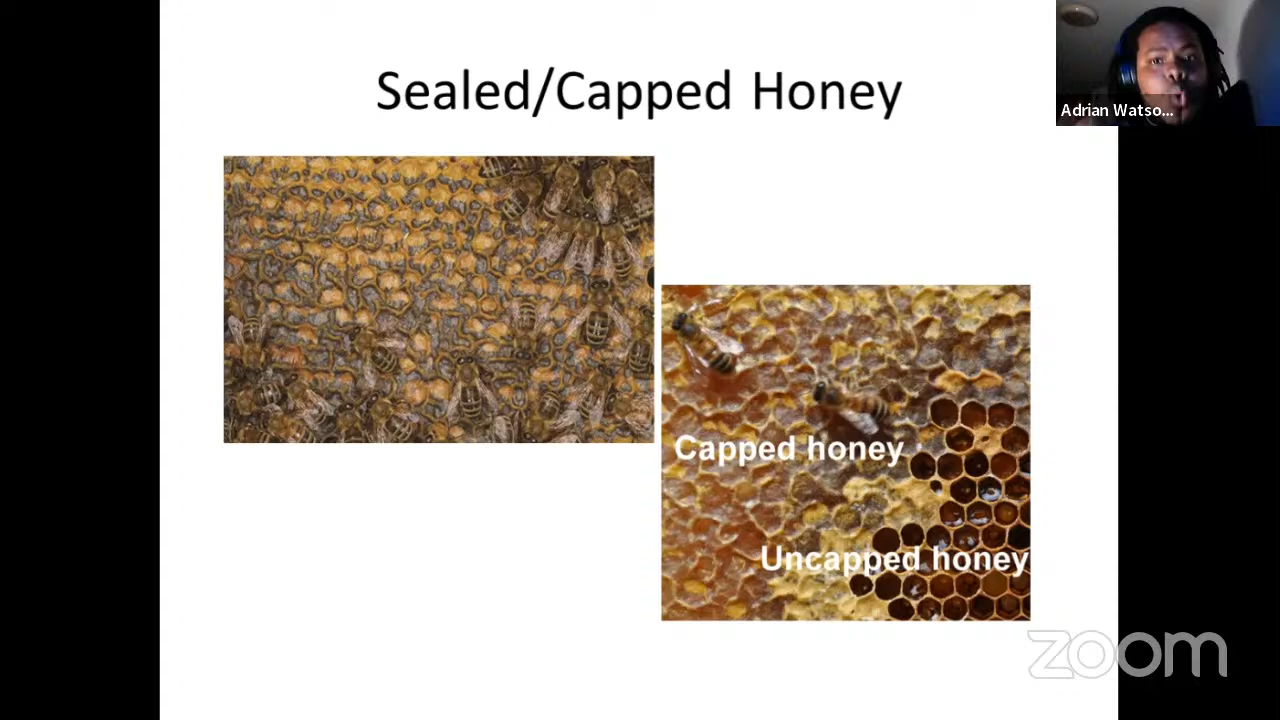 Sealed/Capped Honey
Adrian Watso...
Capped honey
Uncapped honey
zoom